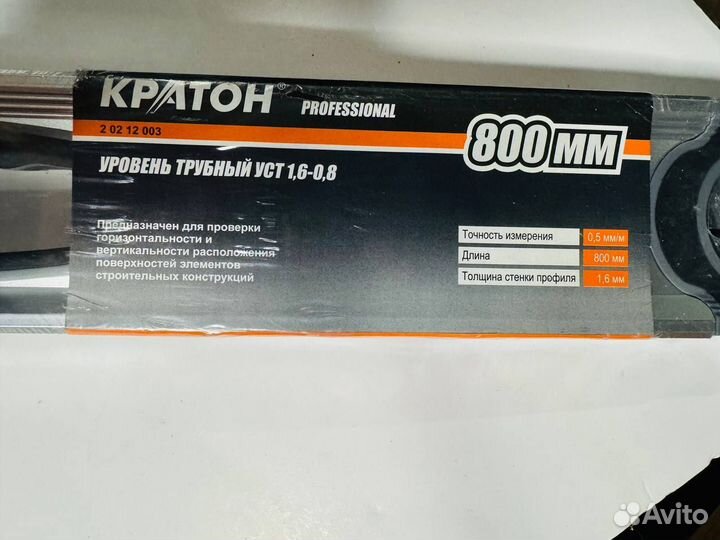 КРАТОН®
PROFESSIONAL
2 02 12 003
800 ММ
УРОВЕНЬ ТРУБНЫЙ УСТ 1,6-0,8
Предназначен для проверки
горизонтальности и
вертикальности расположения
поверхностей элементов
строительных конструкций
Точность измерения 0,5 мм/м
Длина 800 мм
Толщина стенки профиля 1,6 мм
Avito